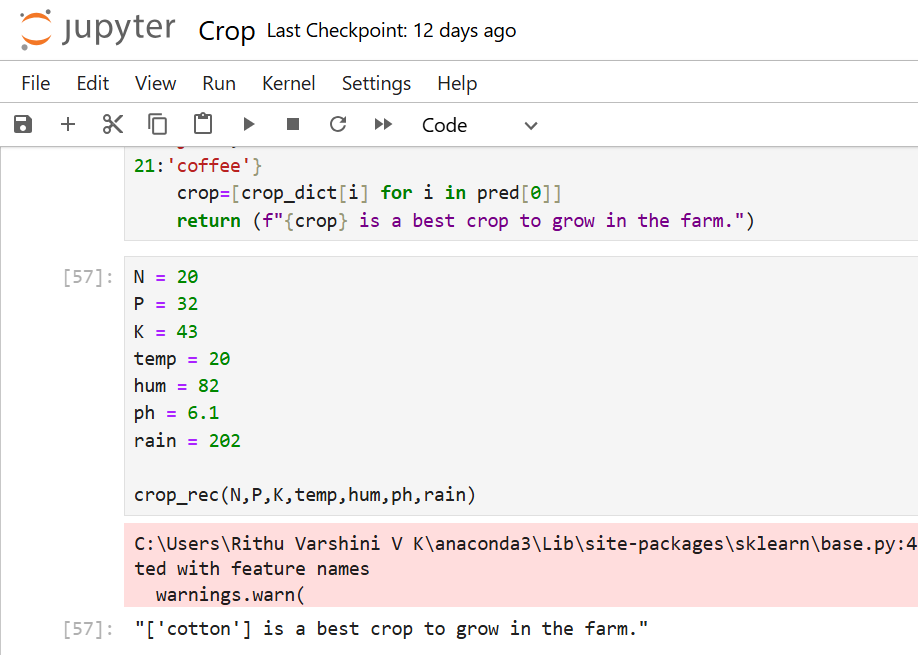 jupyter Crop Last Checkpoint: 12 days ago
File Edit View Run Kernel Settings Help
Code
21:'coffee'}
crop=[crop_dict[i] for i in pred[0]]
return (f"{crop} is a best crop to grow in the farm.")
[57]:
N = 20
P = 32
K = 43
temp = 20
hum = 82
ph = 6.1
rain = 202
crop_rec(N,P,K,temp,hum,ph,rain)
C:\Users\Rithu Varshini V K\anaconda3\Lib\site-packages\sklearn\base.py:4
ted with feature names
warnings.warn(
[57]: "['cotton'] is a best crop to grow in the farm."